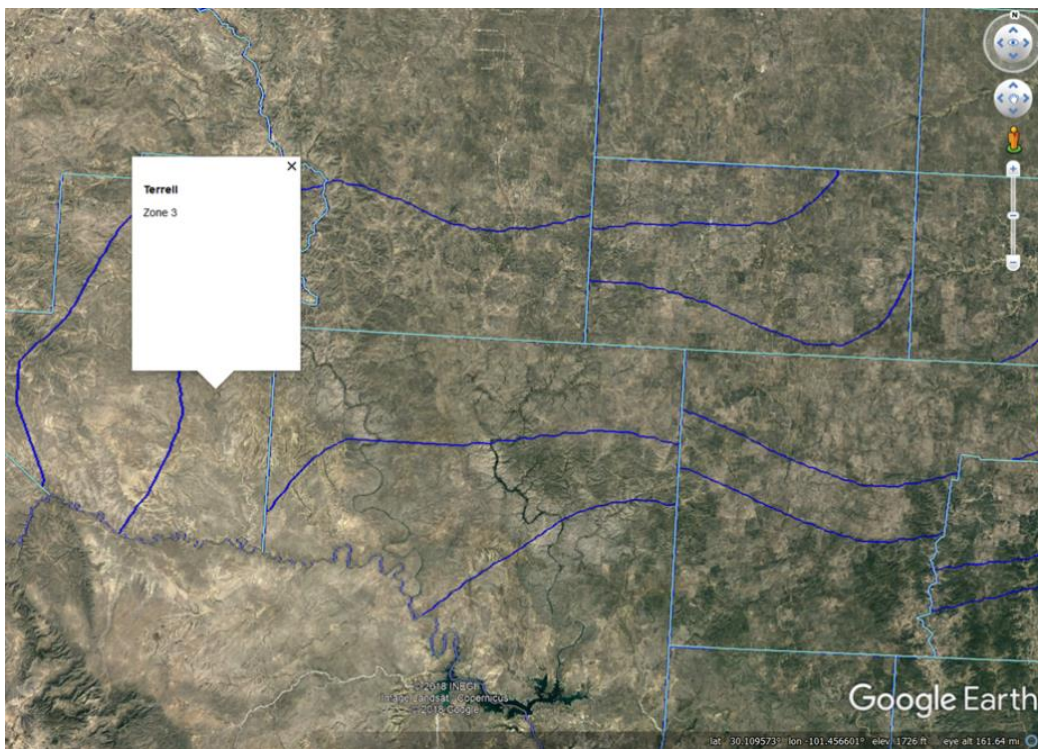 N
×
Terrell
Zone 3
© 2018 INEGI
Image Landsat / Copernicus
© 2018 Google
Google Earth
lat 30.109573° lon -101.456601° elev 1726 ft eye alt 161.64 mi